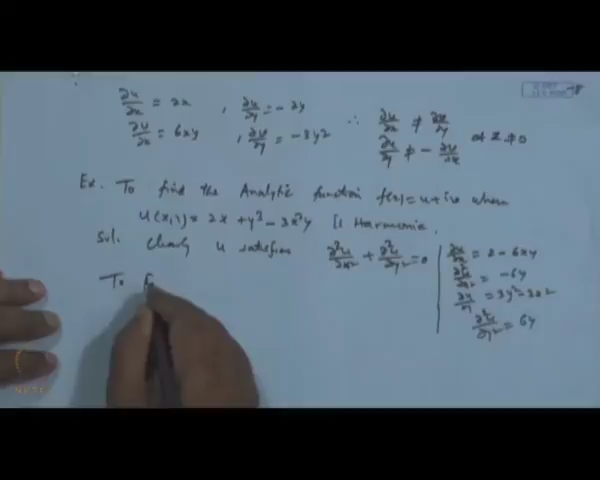 ∂u/∂x = 2x , ∂u/∂y = -2y ∴ ∂u/∂x ≠ ∂v/∂y
∂v/∂x = 6xy , ∂v/∂y = -3y² ∂u/∂y ≠ -∂v/∂x at z ≠ 0
Ex. To find the Analytic function f(z) = u+iv where
u(x,y) = 2x + y³ - 3x²y is Harmonic.
Sol. Clearly u satisfies ∂²u/∂x² + ∂²u/∂y² = 0
∂u/∂x = 2 - 6xy
∂²u/∂x² = -6y
∂u/∂y = 3y² - 3x²
∂²u/∂y² = 6y
To